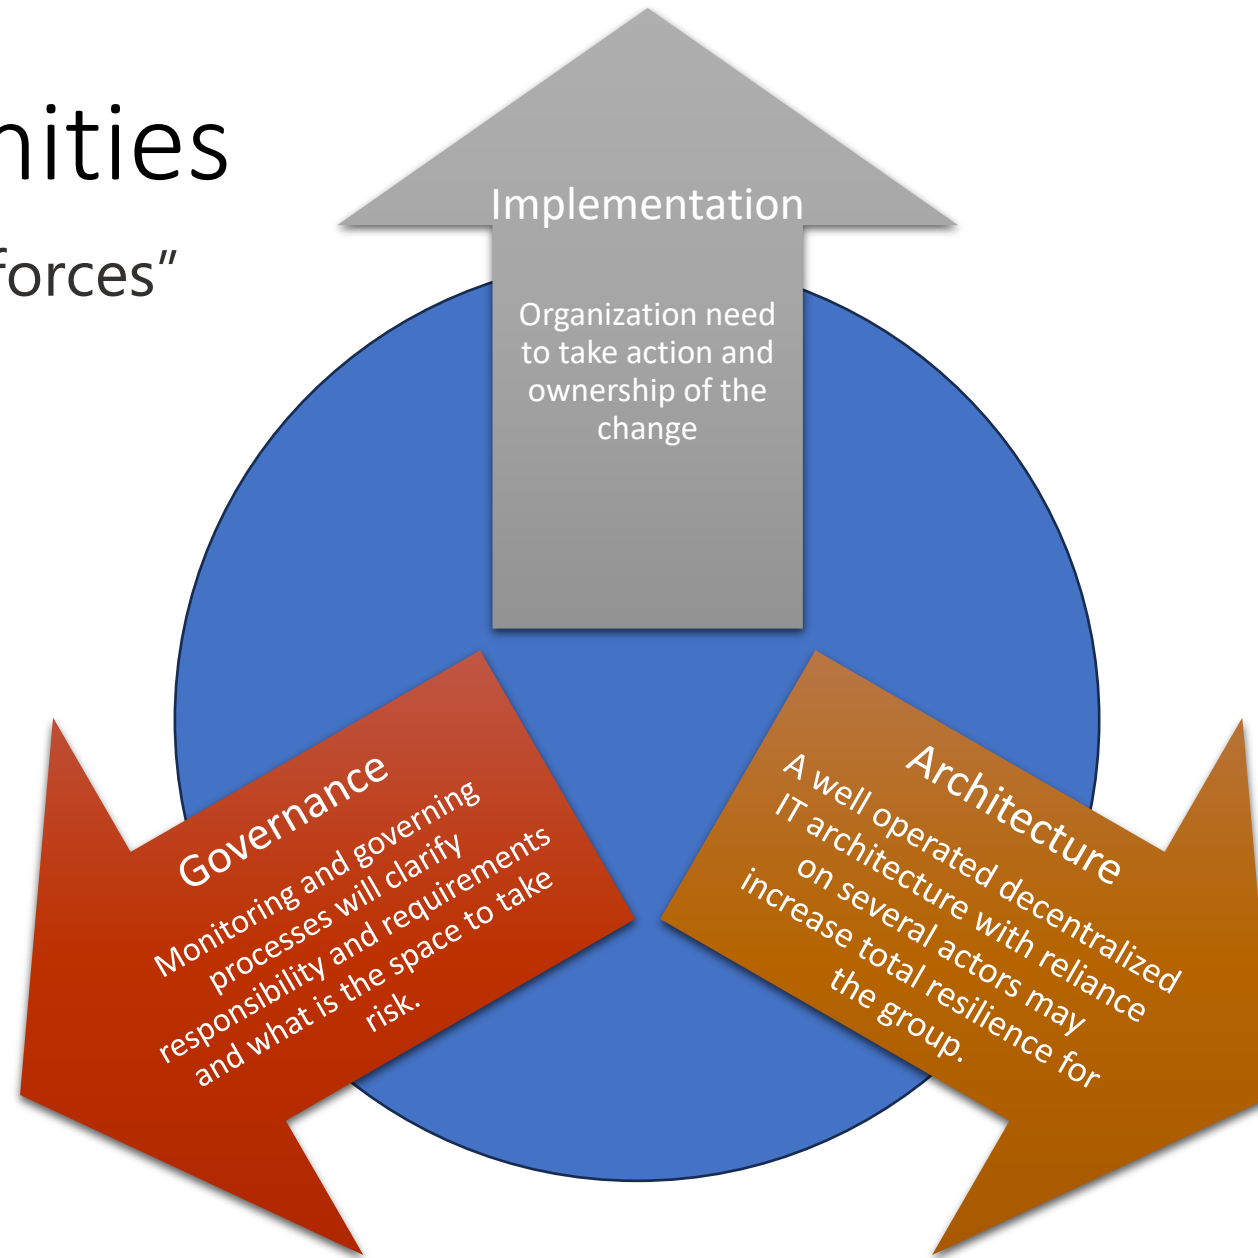 nities
forces”
Implementation
Organization need
to take action and
ownership of the
change
Governance
Monitoring and governing
processes will clarify
responsibility and requirements
and what is the space to take
risk.
Architecture
A well operated decentralized
IT architecture with reliance
on several actors may
increase total resilience for
the group.